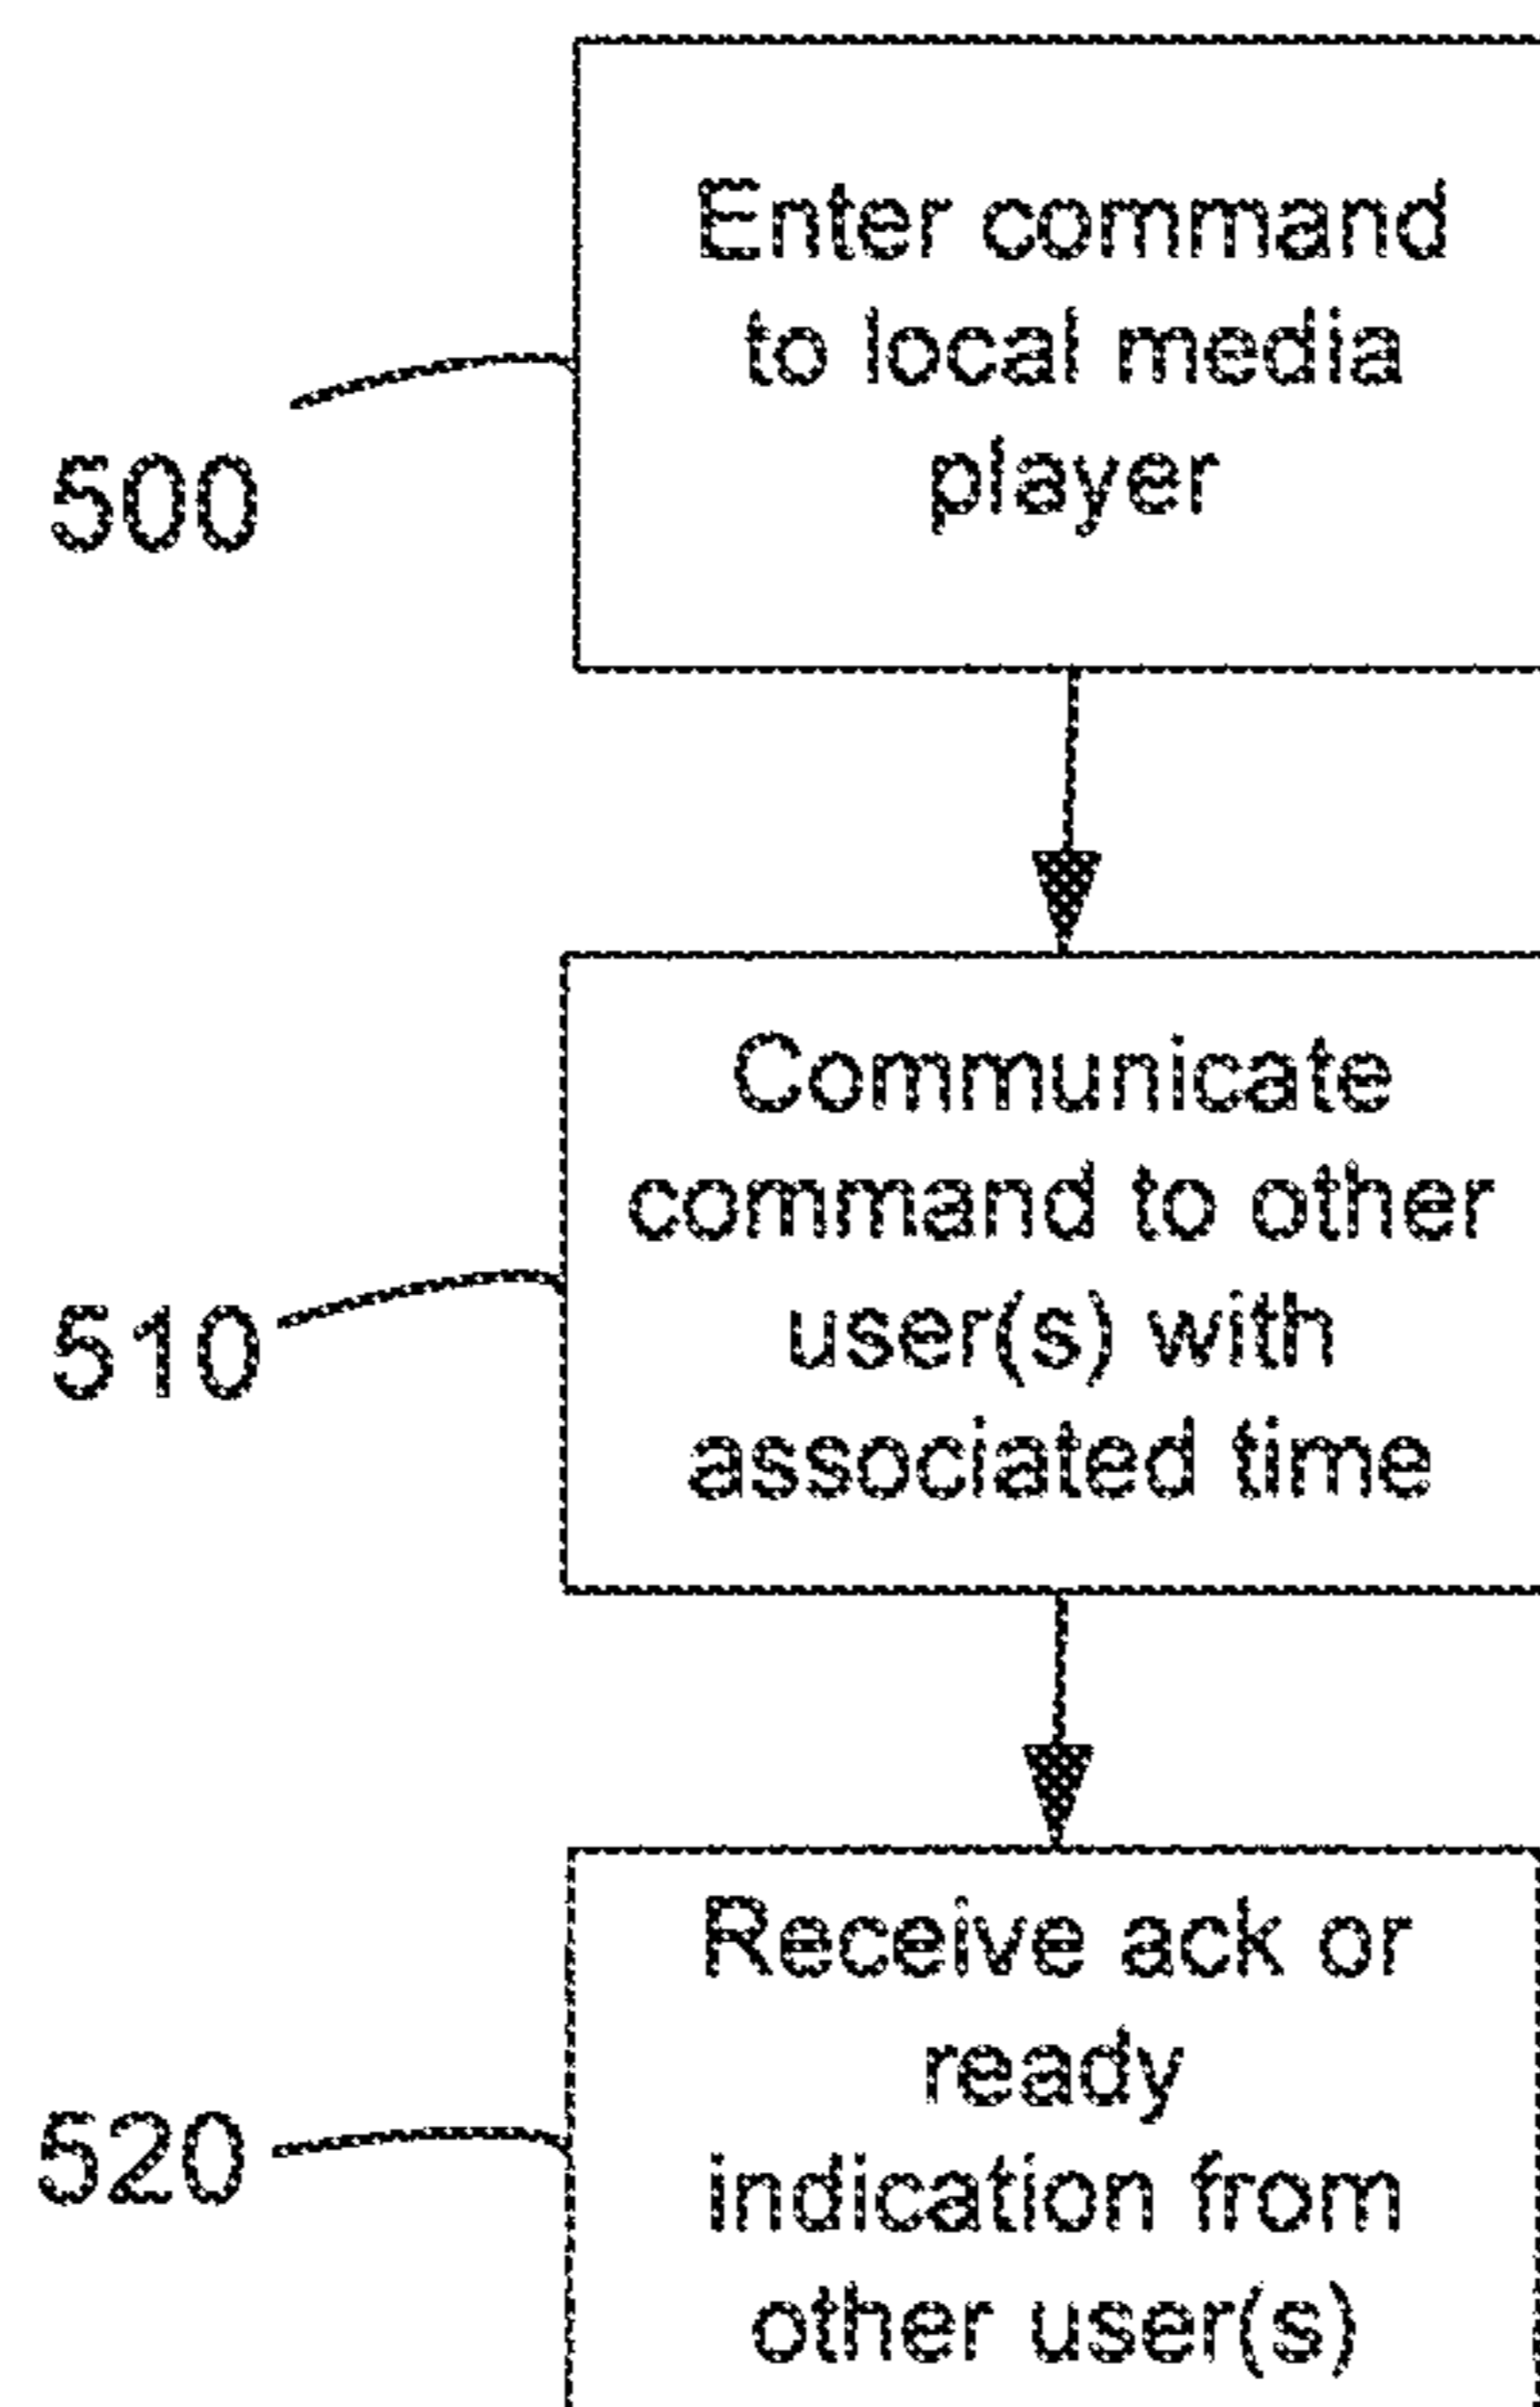 Enter command
to local media
player
500
Communicate
command to other
user(s) with
associated time
510
Receive ack or
ready
indication from
other user(s)
520